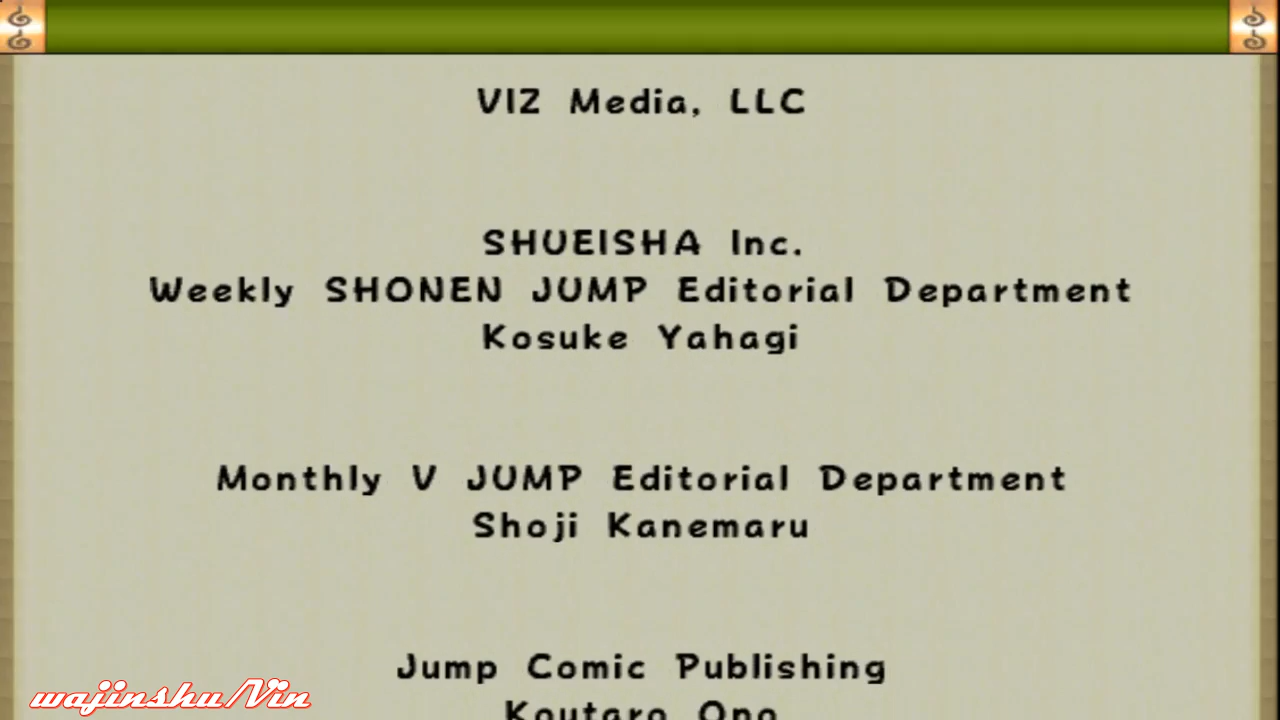 VIZ Media, LLC
SHUEISHA Inc.
Weekly SHONEN JUMP Editorial Department
Kosuke Yahagi
Monthly V JUMP Editorial Department
Shoji Kanemaru
Jump Comic Publishing
Koutaro Ono
wajinshu/Vin